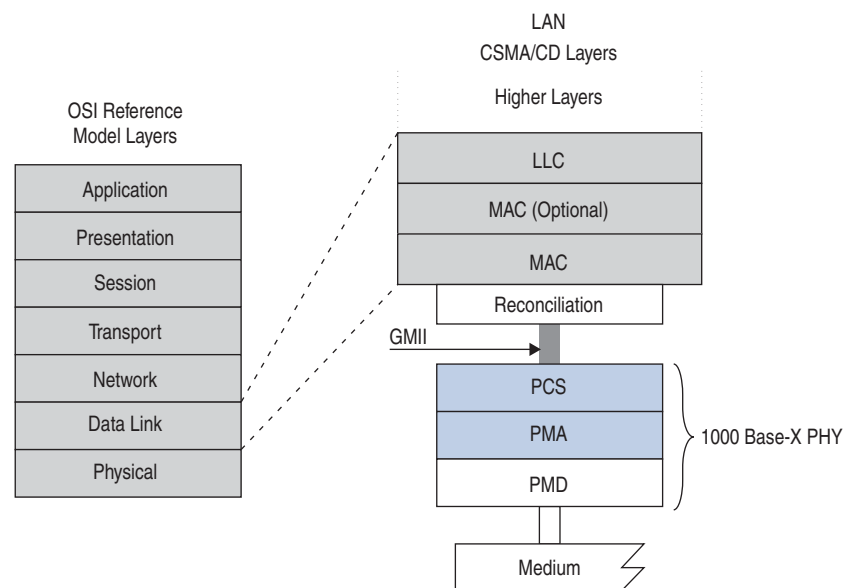 LAN
CSMA/CD Layers
Higher Layers
OSI Reference
Model Layers
Application
Presentation
Session
Transport
Network
Data Link
Physical
LLC
MAC (Optional)
MAC
Reconciliation
GMII
PCS
PMA
PMD
1000 Base-X PHY
Medium